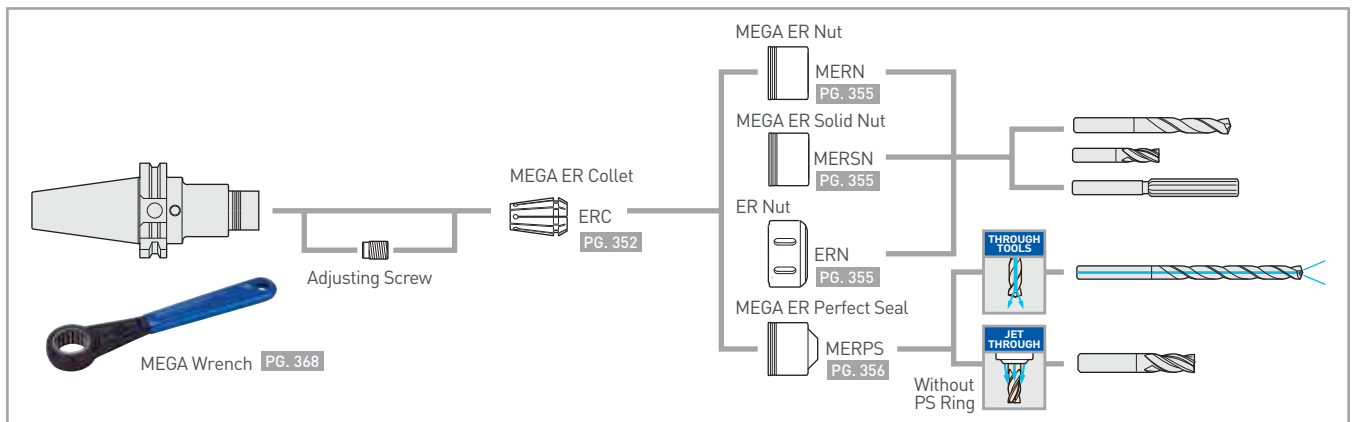 MEGA ER Nut
MERN
PG. 355
MEGA ER Solid Nut
MERSN
PG. 355
MEGA ER Collet
ERC
PG. 352
ER Nut
ERN
PG. 355
THROUGH
TOOLS
Adjusting Screw
MEGA ER Perfect Seal
MERPS
PG. 356
JET
THROUGH
Without
PS Ring
MEGA Wrench PG. 368